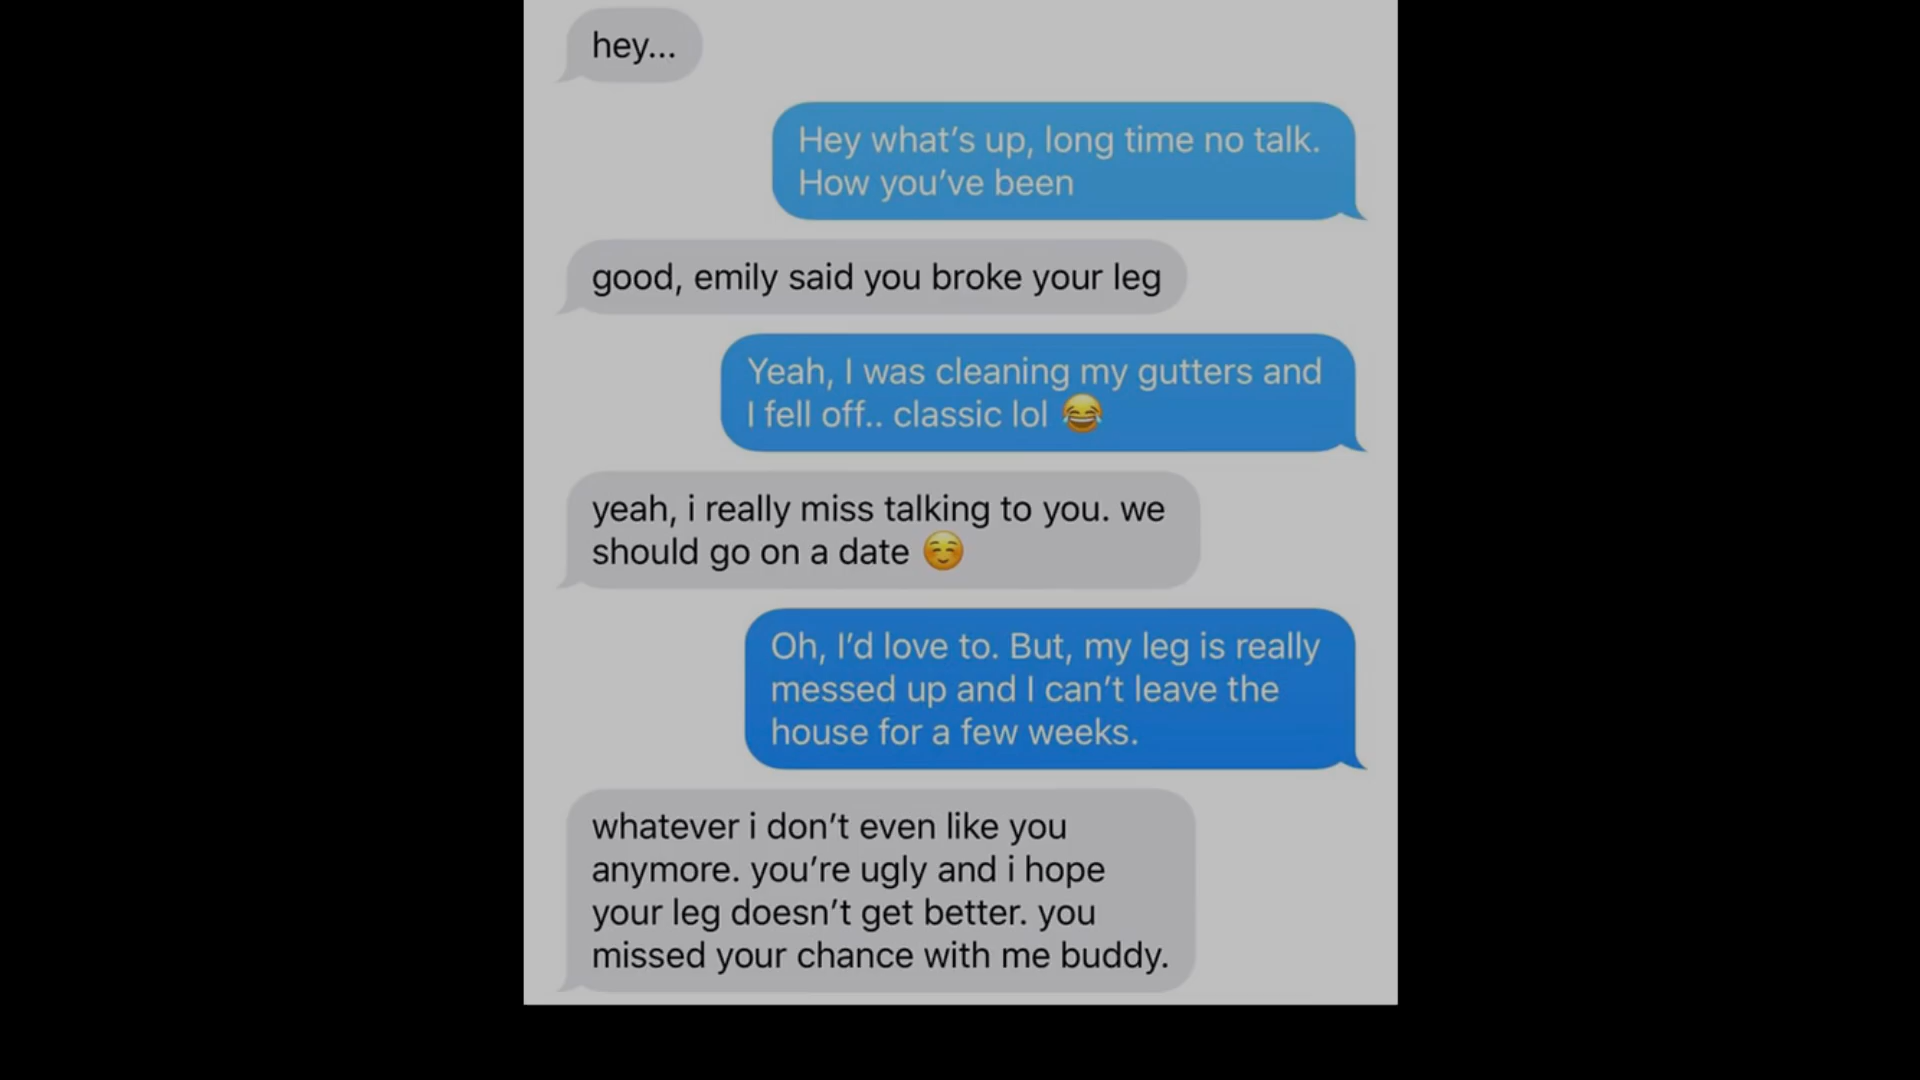 hey...
Hey what’s up, long time no talk.
How you’ve been
good, emily said you broke your leg
Yeah, I was cleaning my gutters and
I fell off.. classic lol 😂
yeah, i really miss talking to you. we
should go on a date ☺️
Oh, I’d love to. But, my leg is really
messed up and I can’t leave the
house for a few weeks.
whatever i don’t even like you
anymore. you’re ugly and i hope
your leg doesn’t get better. you
missed your chance with me buddy.